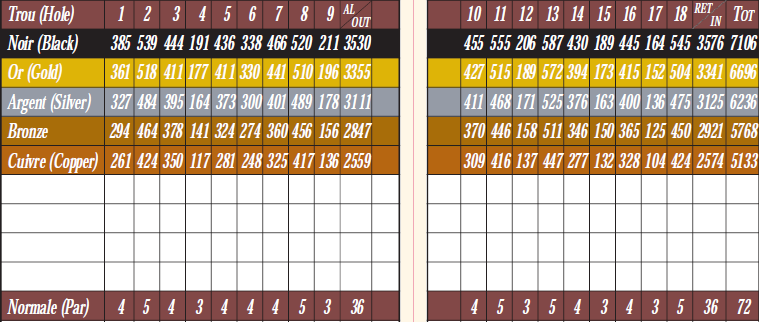 Trou (Hole) 1 2 3 4 5 6 7 8 9 AL OUT 10 11 12 13 14 15 16 17 18 RET IN TOT
Noir (Black) 385 539 444 191 436 338 466 520 211 3530 455 555 206 587 430 189 445 164 545 3576 7106
Or (Gold) 361 518 411 177 411 330 441 510 196 3355 427 515 189 572 394 173 415 152 504 3341 6696
Argent (Silver) 327 484 395 164 373 300 401 489 178 3111 411 468 171 525 376 163 400 136 475 3125 6236
Bronze 294 464 378 141 324 274 360 456 156 2847 370 446 158 511 346 150 365 125 450 2921 5768
Cuivre (Copper) 261 424 350 117 281 248 325 417 136 2559 309 416 137 447 277 132 328 104 424 2574 5133
Normale (Par) 4 5 4 3 4 4 4 5 3 36 4 5 3 5 4 3 4 3 5 36 72